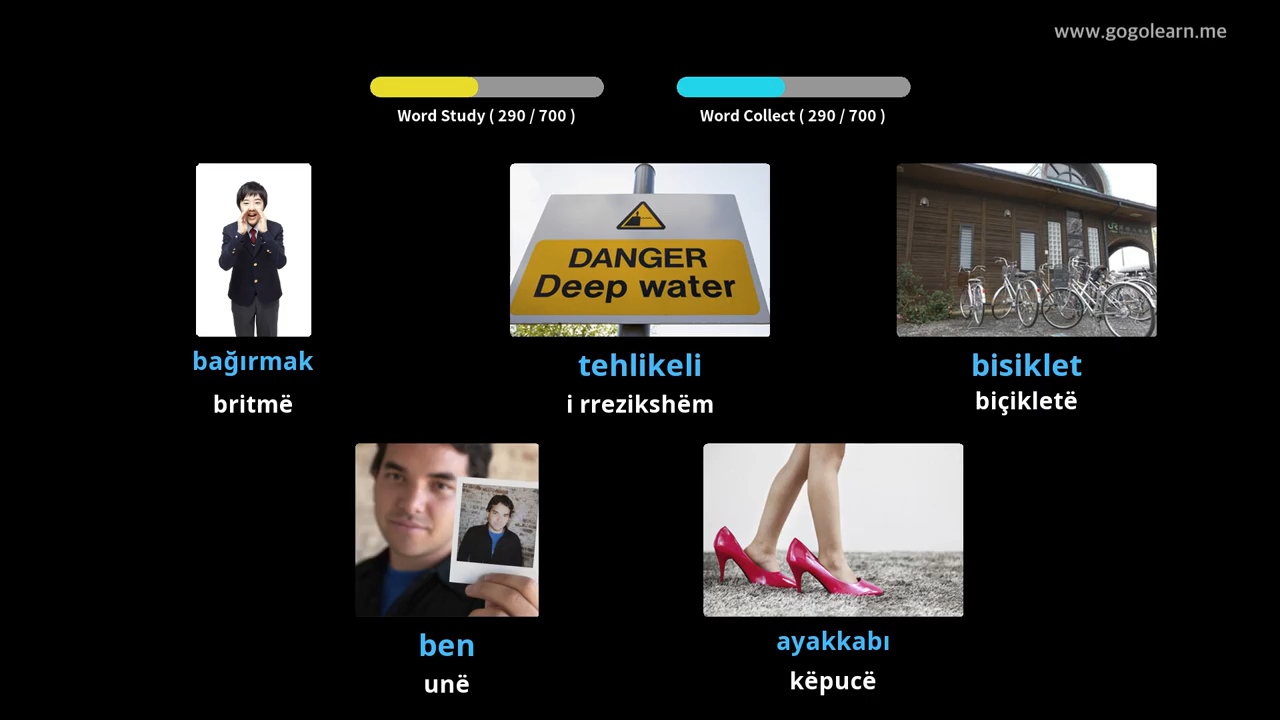 www.gogolearn.me
Word Study ( 290 / 700 )
Word Collect ( 290 / 700 )
DANGER
Deep water
bağırmak
britmë
tehlikeli
i rrezikshëm
bisiklet
biçikletë
ben
unë
ayakkabı
këpucë